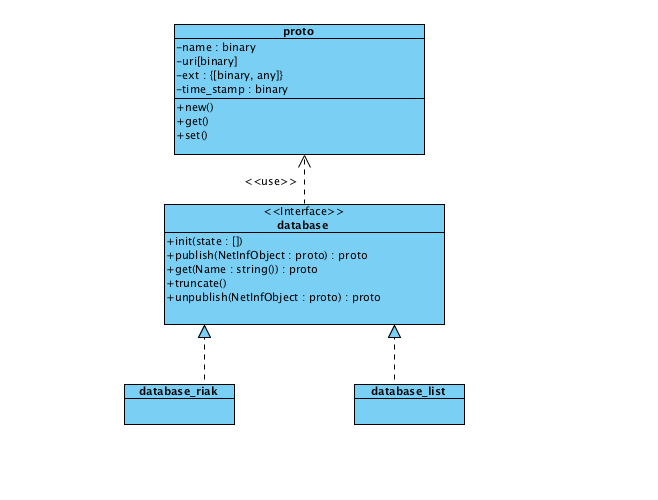 proto
-name : binary
-uri[binary]
-ext : {[binary, any]}
-time_stamp : binary
+new()
+get()
+set()
<<use>>
<<Interface>>
database
+init(state : [])
+publish(NetInfObject : proto) : proto
+get(Name : string()) : proto
+truncate()
+unpublish(NetInfObject : proto) : proto
database_riak
database_list